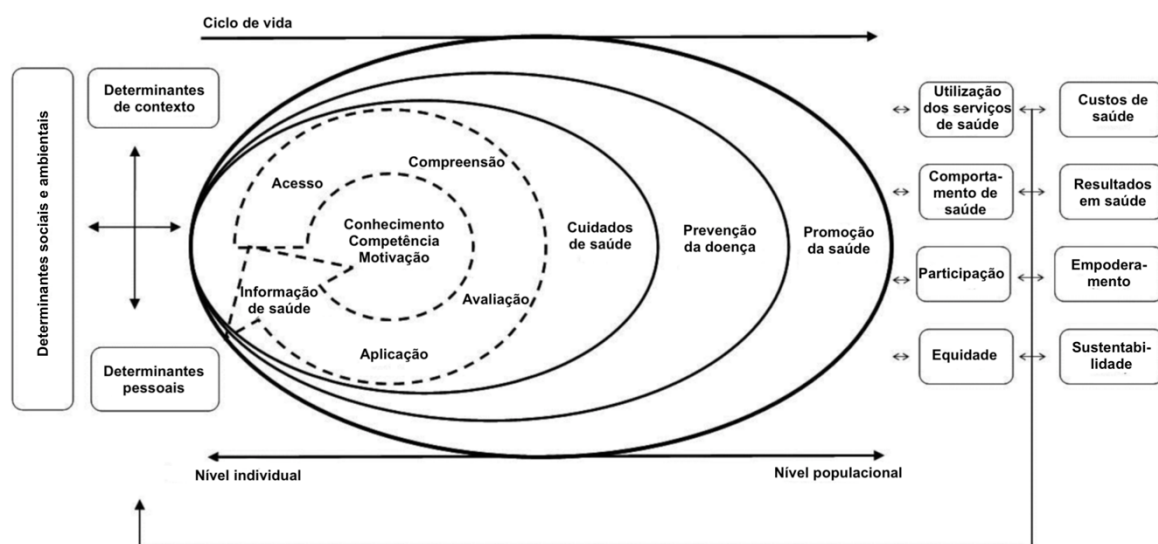 Ciclo de vida
Determinantes sociais e ambientais
Determinantes
de contexto
Determinantes
pessoais
Acesso
Compreensão
Conhecimento
Competência
Motivação
Informação
de saúde
Avaliação
Aplicação
Cuidados
de saúde
Prevenção
da doença
Promoção
da saúde
Utilização
dos serviços
de saúde
Custos de
saúde
Comporta-
mento de
saúde
Resultados
em saúde
Participação
Empodera-
mento
Equidade
Sustentabi-
lidade
Nível individual
Nível populacional